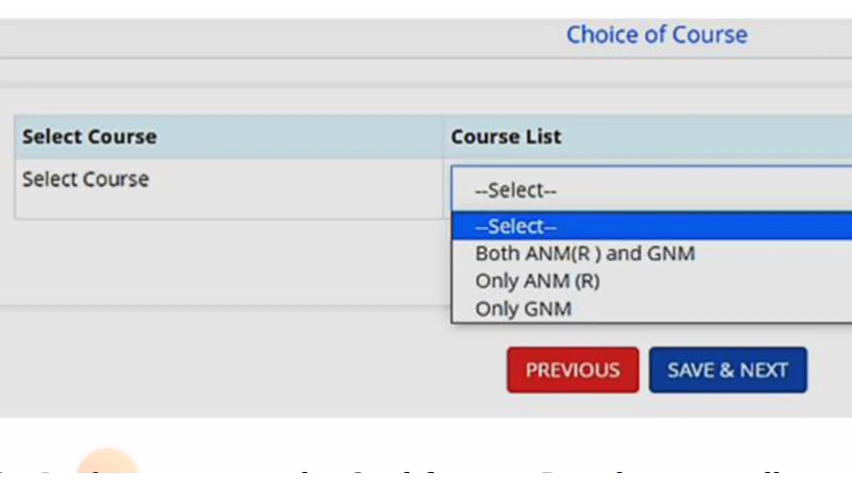 Choice of Course
Select Course Course List
Select Course --Select--
--Select--
Both ANM(R ) and GNM
Only ANM (R)
Only GNM
PREVIOUS SAVE & NEXT